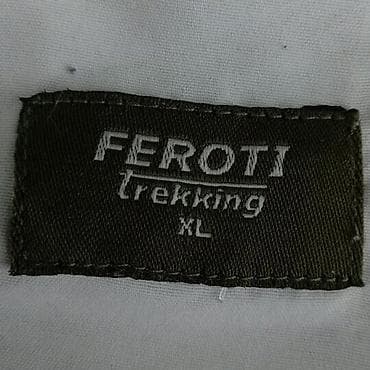 FEROTI
trekking
XL